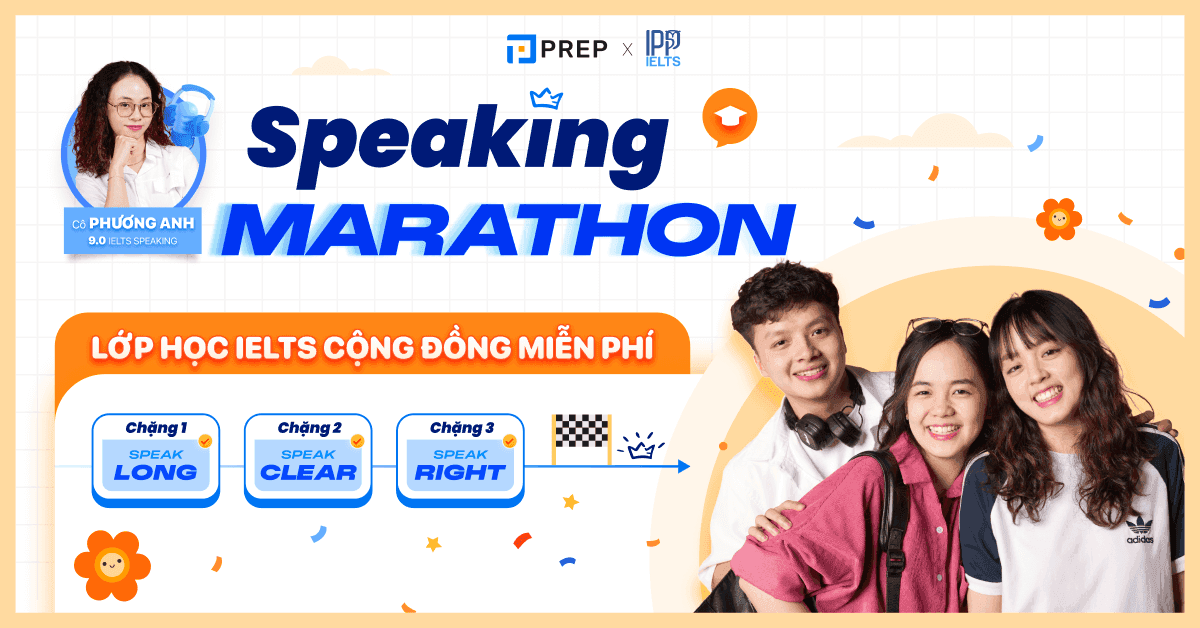 PREP X IPP IELTS
Speaking
MARATHON
Cô PHƯƠNG ANH
9.0 IELTS SPEAKING
LỚP HỌC IELTS CỘNG ĐỒNG MIỄN PHÍ
Chặng 1
SPEAK
LONG
Chặng 2
SPEAK
CLEAR
Chặng 3
SPEAK
RIGHT
adidas